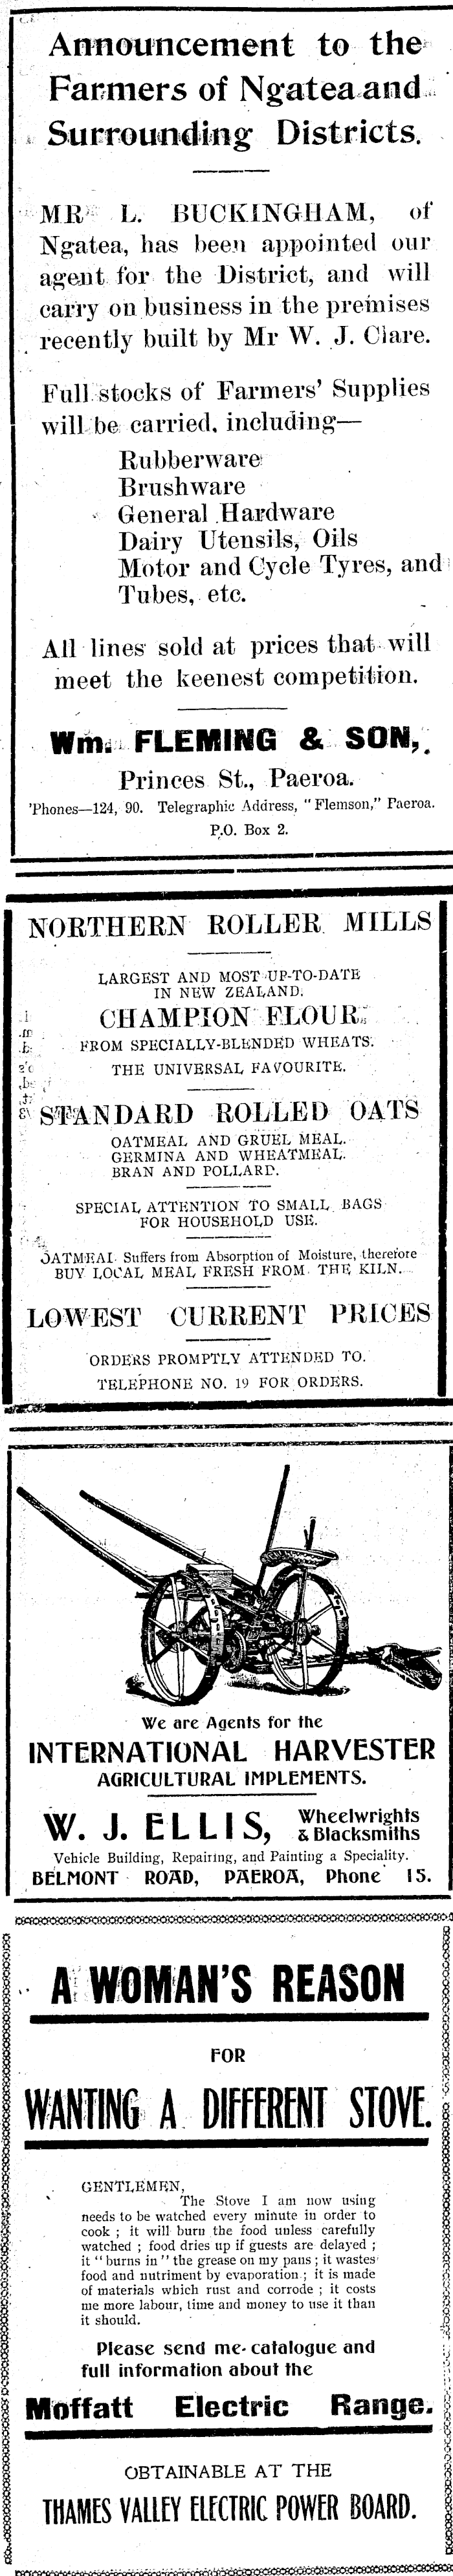 Announcement to the
Farmers of Ngatea and
Surrounding Districts.
MR L. BUCKINGHAM, of
Ngatea, has been appointed our
agent for the District, and will
carry on business in the premises
recently built by Mr W. J. Clare.
Full stocks of Farmers' Supplies
will be carried, including—
Rubberware
Brushware
General Hardware
Dairy Utensils, Oils
Motor and Cycle Tyres, and
Tubes, etc.
All lines sold at prices that will
meet the keenest competition.
Wm. FLEMING & SON,
Princes St., Paeroa.
'Phones—124, 90. Telegraphic Address, "Flemson," Paeroa.
P.O. Box 2.
NORTHERN ROLLER MILLS
LARGEST AND MOST UP-TO-DATE
IN NEW ZEALAND.
CHAMPION FLOUR
FROM SPECIALLY-BLENDED WHEATS.
THE UNIVERSAL FAVOURITE.
STANDARD ROLLED OATS
OATMEAL AND GRUEL MEAL.
GERMINA AND WHEATMEAL.
BRAN AND POLLARD.
SPECIAL ATTENTION TO SMALL BAGS
FOR HOUSEHOLD USE.
OATMEAL Suffers from Absorption of Moisture, therefore
BUY LOCAL MEAL FRESH FROM THE KILN.
LOWEST CURRENT PRICES
ORDERS PROMPTLY ATTENDED TO.
TELEPHONE NO. 19 FOR ORDERS.
We are Agents for the
INTERNATIONAL HARVESTER
AGRICULTURAL IMPLEMENTS.
W. J. ELLIS, Wheelwrights
& Blacksmiths
Vehicle Building, Repairing, and Painting a Speciality.
BELMONT ROAD, PAEROA, Phone 15.
A WOMAN'S REASON
FOR
WANTING A DIFFERENT STOVE.
GENTLEMEN,
The Stove I am now using
needs to be watched every minute in order to
cook ; it will burn the food unless carefully
watched ; food dries up if guests are delayed ;
it "burns in" the grease on my pans ; it wastes
food and nutriment by evaporation ; it is made
of materials which rust and corrode ; it costs
me more labour, time and money to use it than
it should.
Please send me catalogue and
full information about the
Moffatt Electric Range.
OBTAINABLE AT THE
THAMES VALLEY ELECTRIC POWER BOARD.